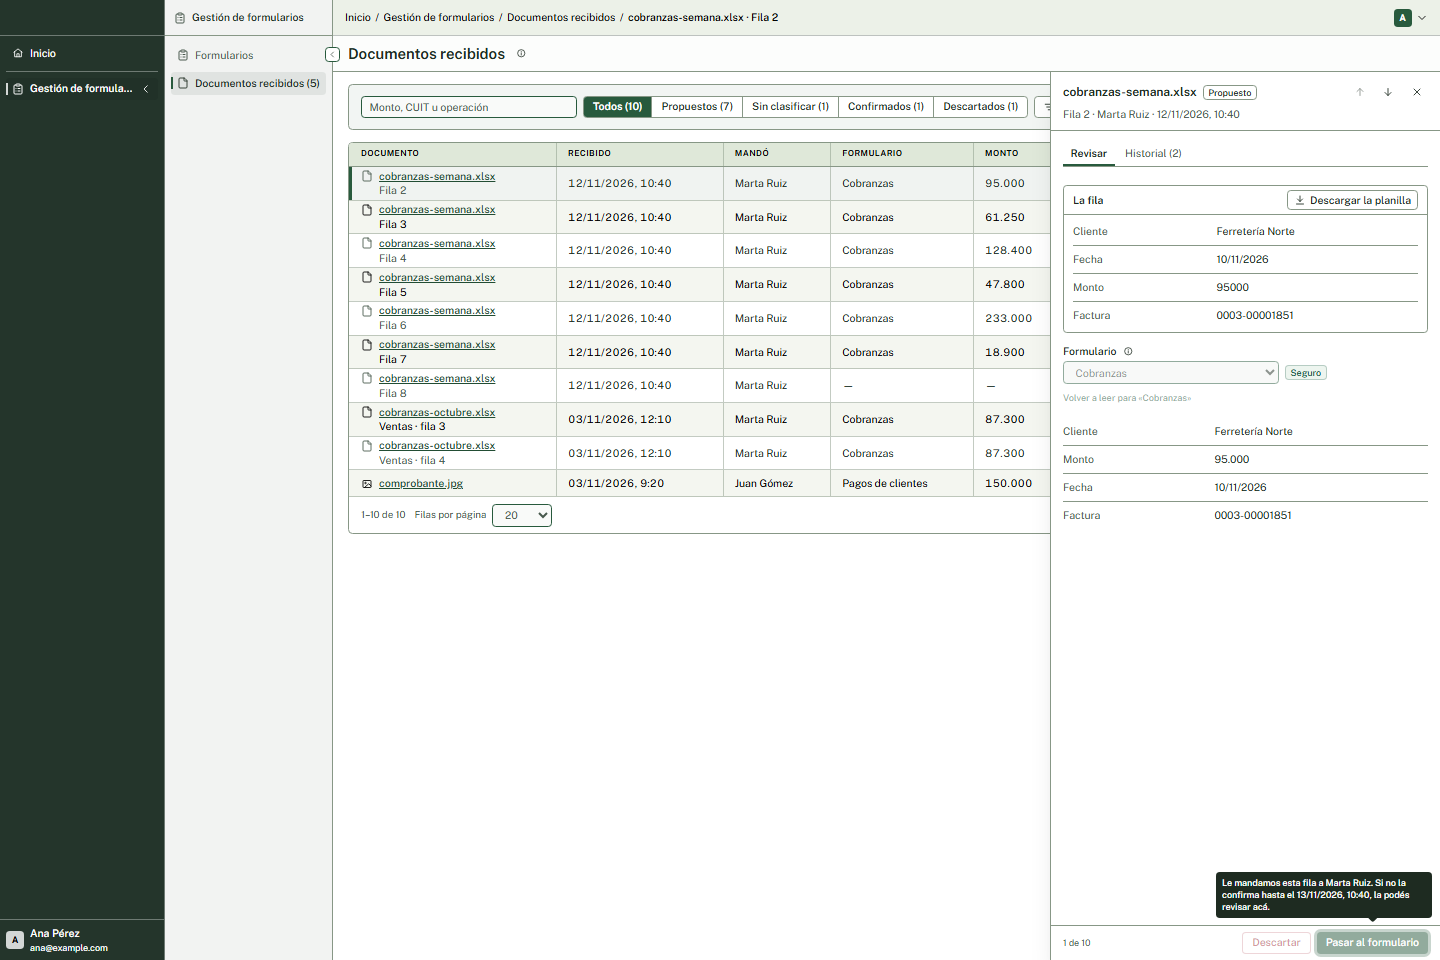 Inicio
Gestión de formula...
Ana Pérez
A
ana@example.com
Gestión de formularios
Formularios
Documentos recibidos (5)
Inicio / Gestión de formularios / Documentos recibidos / cobranzas-semana.xlsx · Fila 2
A
Documentos recibidos
Monto, CUIT u operación
Todos (10)
Propuestos (7)
Sin clasificar (1)
Confirmados (1)
Descartados (1)
DOCUMENTO RECIBIDO MANDÓ FORMULARIO MONTO
cobranzas-semana.xlsx
Fila 2
12/11/2026, 10:40 Marta Ruiz Cobranzas 95.000
cobranzas-semana.xlsx
Fila 3
12/11/2026, 10:40 Marta Ruiz Cobranzas 61.250
cobranzas-semana.xlsx
Fila 4
12/11/2026, 10:40 Marta Ruiz Cobranzas 128.400
cobranzas-semana.xlsx
Fila 5
12/11/2026, 10:40 Marta Ruiz Cobranzas 47.800
cobranzas-semana.xlsx
Fila 6
12/11/2026, 10:40 Marta Ruiz Cobranzas 233.000
cobranzas-semana.xlsx
Fila 7
12/11/2026, 10:40 Marta Ruiz Cobranzas 18.900
cobranzas-semana.xlsx
Fila 8
12/11/2026, 10:40 Marta Ruiz — —
cobranzas-octubre.xlsx
Ventas · fila 3
03/11/2026, 12:10 Marta Ruiz Cobranzas 87.300
cobranzas-octubre.xlsx
Ventas · fila 4
03/11/2026, 12:10 Marta Ruiz Cobranzas 87.300
comprobante.jpg 03/11/2026, 9:20 Juan Gómez Pagos de clientes 150.000
1–10 de 10 Filas por página 20
cobranzas-semana.xlsx Propuesto
Fila 2 · Marta Ruiz · 12/11/2026, 10:40
Revisar Historial (2)
La fila Descargar la planilla
Cliente Ferretería Norte
Fecha 10/11/2026
Monto 95000
Factura 0003-00001851
Formulario
Cobranzas Seguro
Volver a leer para «Cobranzas»
Cliente Ferretería Norte
Monto 95.000
Fecha 10/11/2026
Factura 0003-00001851
Le mandamos esta fila a Marta Ruiz. Si no la
confirma hasta el 13/11/2026, 10:40, la podés
revisar acá.
1 de 10 Descartar Pasar al formulario